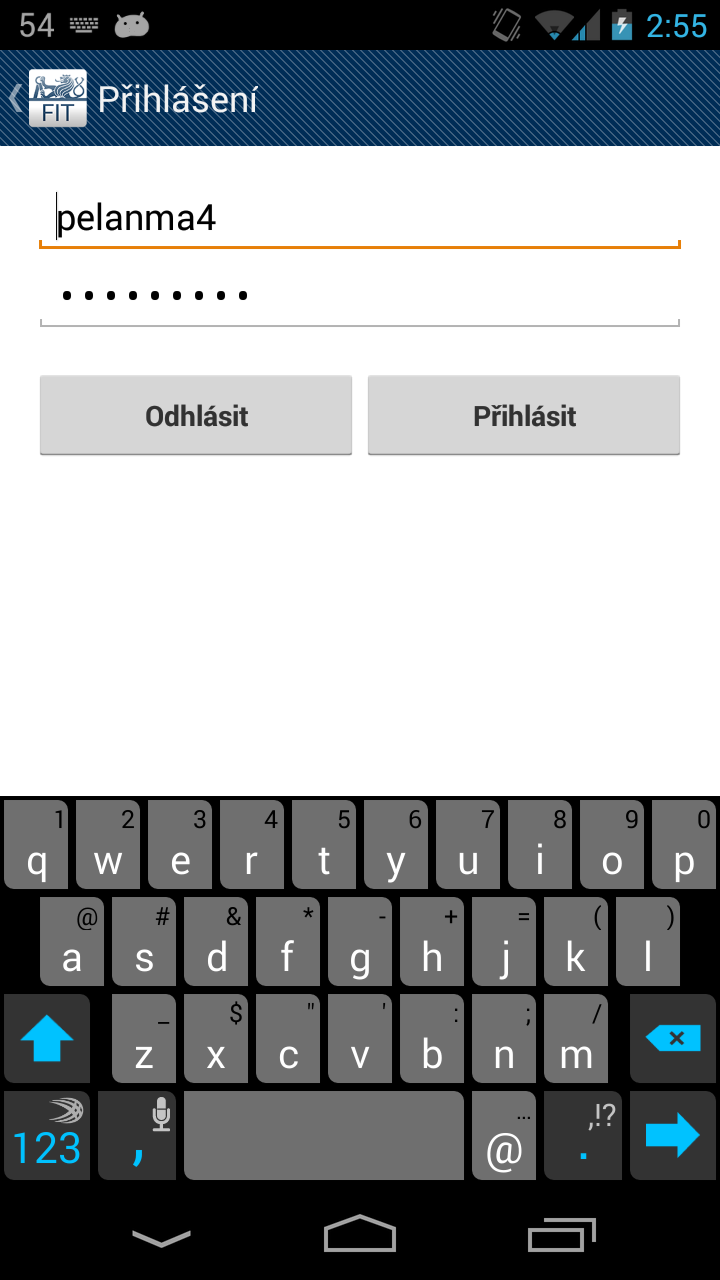 54 2:55
FIT Přihlášení
pelanma4
•••••••••
Odhlásit Přihlásit
1 2 3 4 5 6 7 8 9 0
q w e r t y u i o p
@ # & * - + = ( )
a s d f g h j k l
_ $ " ' : ; /
z x c v b n m
... ,!?
123 , @ .